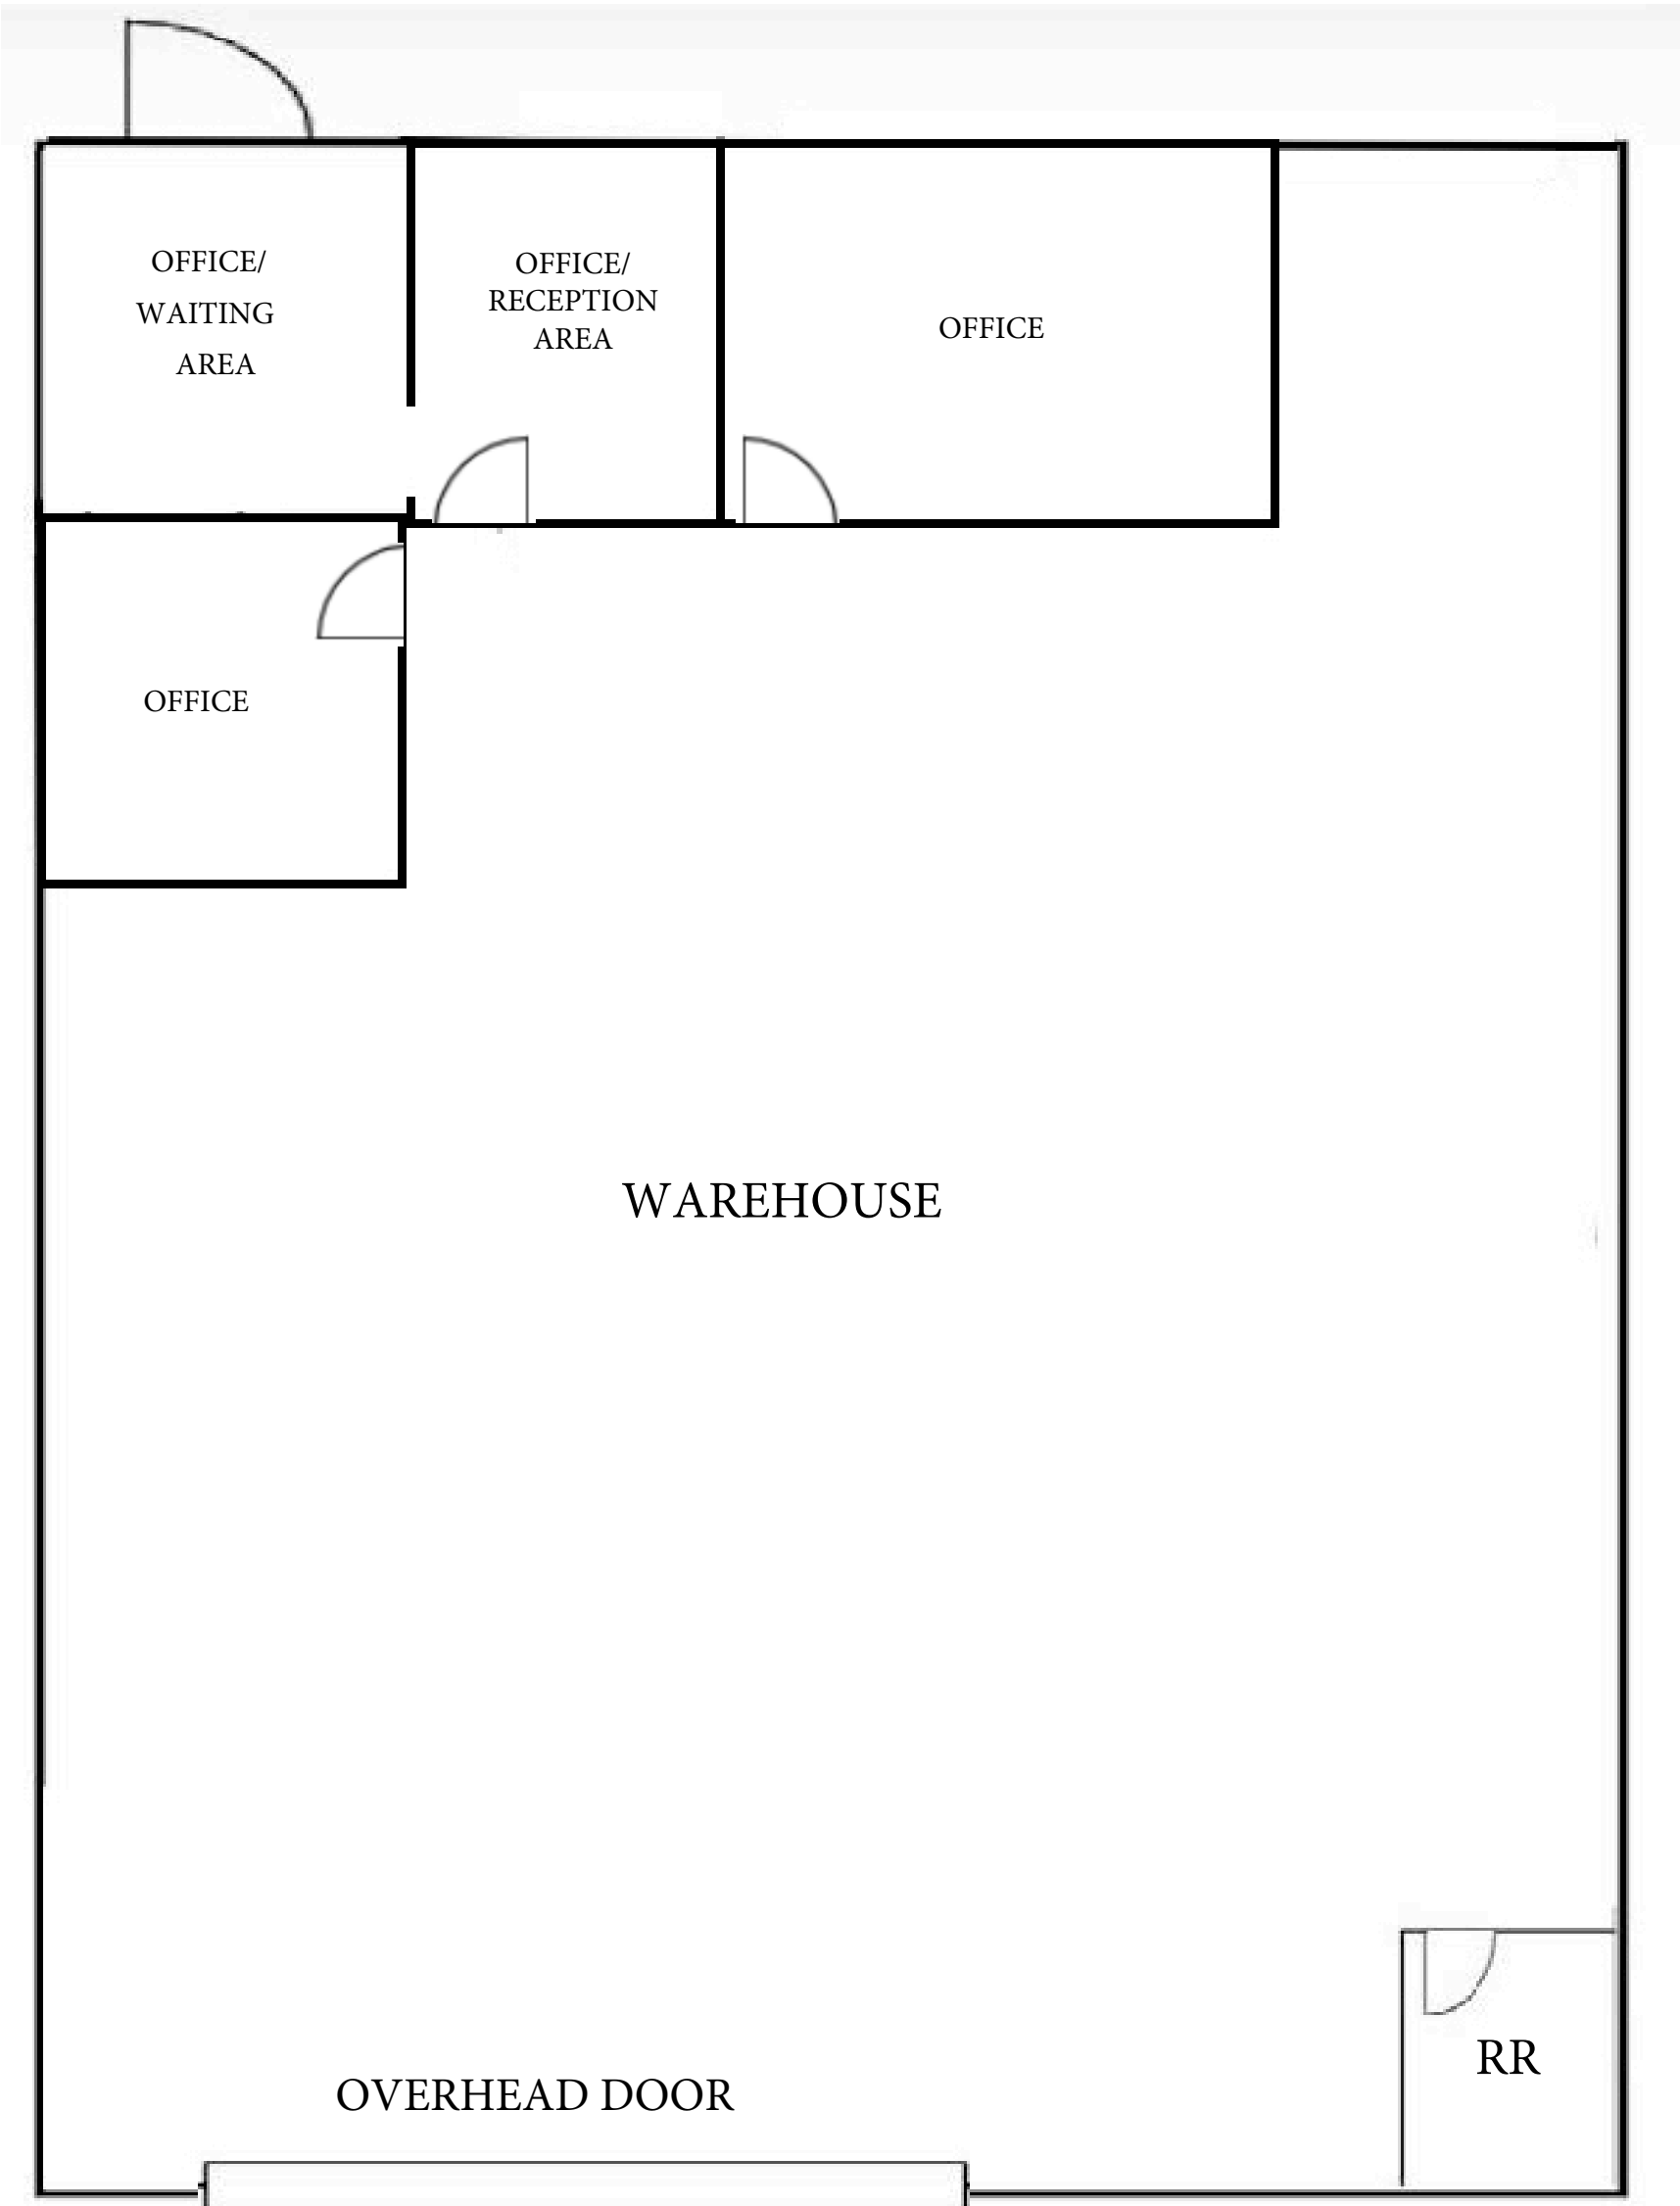 OFFICE/
WAITING
AREA
OFFICE/
RECEPTION
AREA
OFFICE
OFFICE
WAREHOUSE
RR
OVERHEAD DOOR